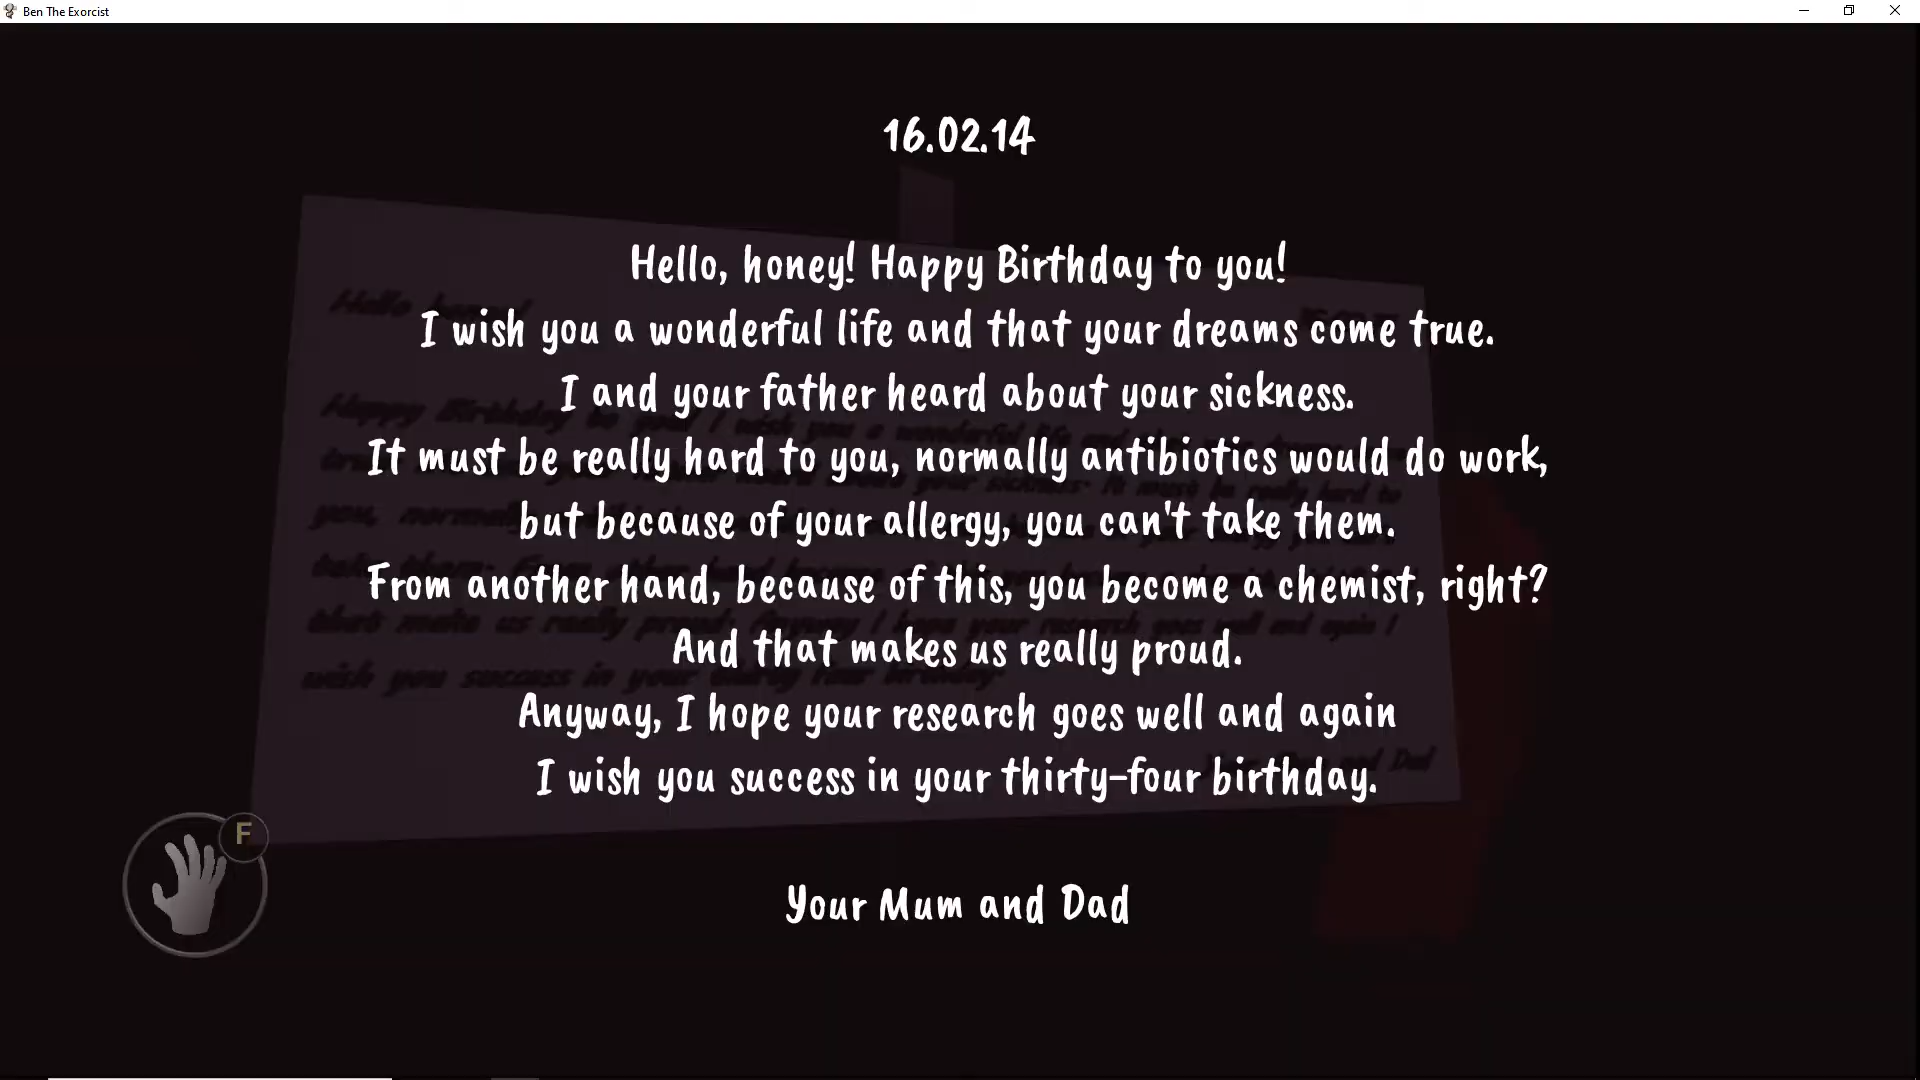 Ben The Exorcist
16.02.14
Hello, honey! Happy Birthday to you!
I wish you a wonderful life and that your dreams come true.
I and your father heard about your sickness.
It must be really hard to you, normally antibiotics would do work,
but because of your allergy, you can't take them.
From another hand, because of this, you become a chemist, right?
And that makes us really proud.
Anyway, I hope your research goes well and again
I wish you success in your thirty-four birthday.
Your Mum and Dad
F